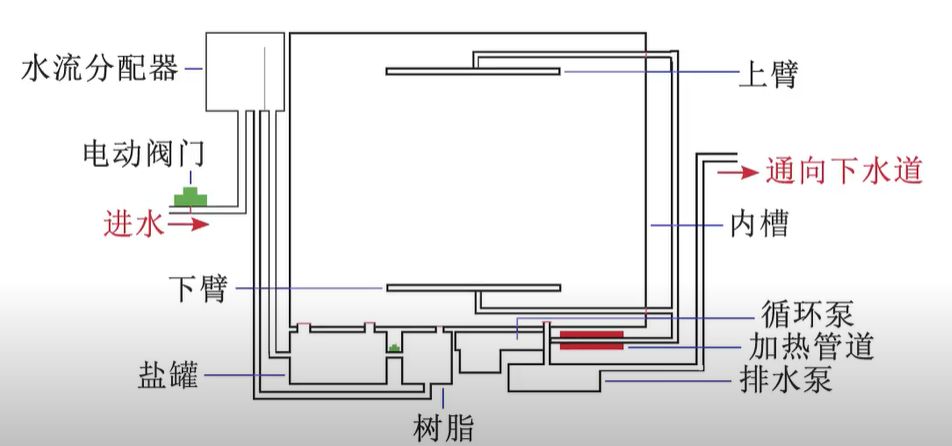 水流分配器
上臂
电动阀门
通向下水道
进水
内槽
下臂
循环泵
加热管道
盐罐
排水泵
树脂